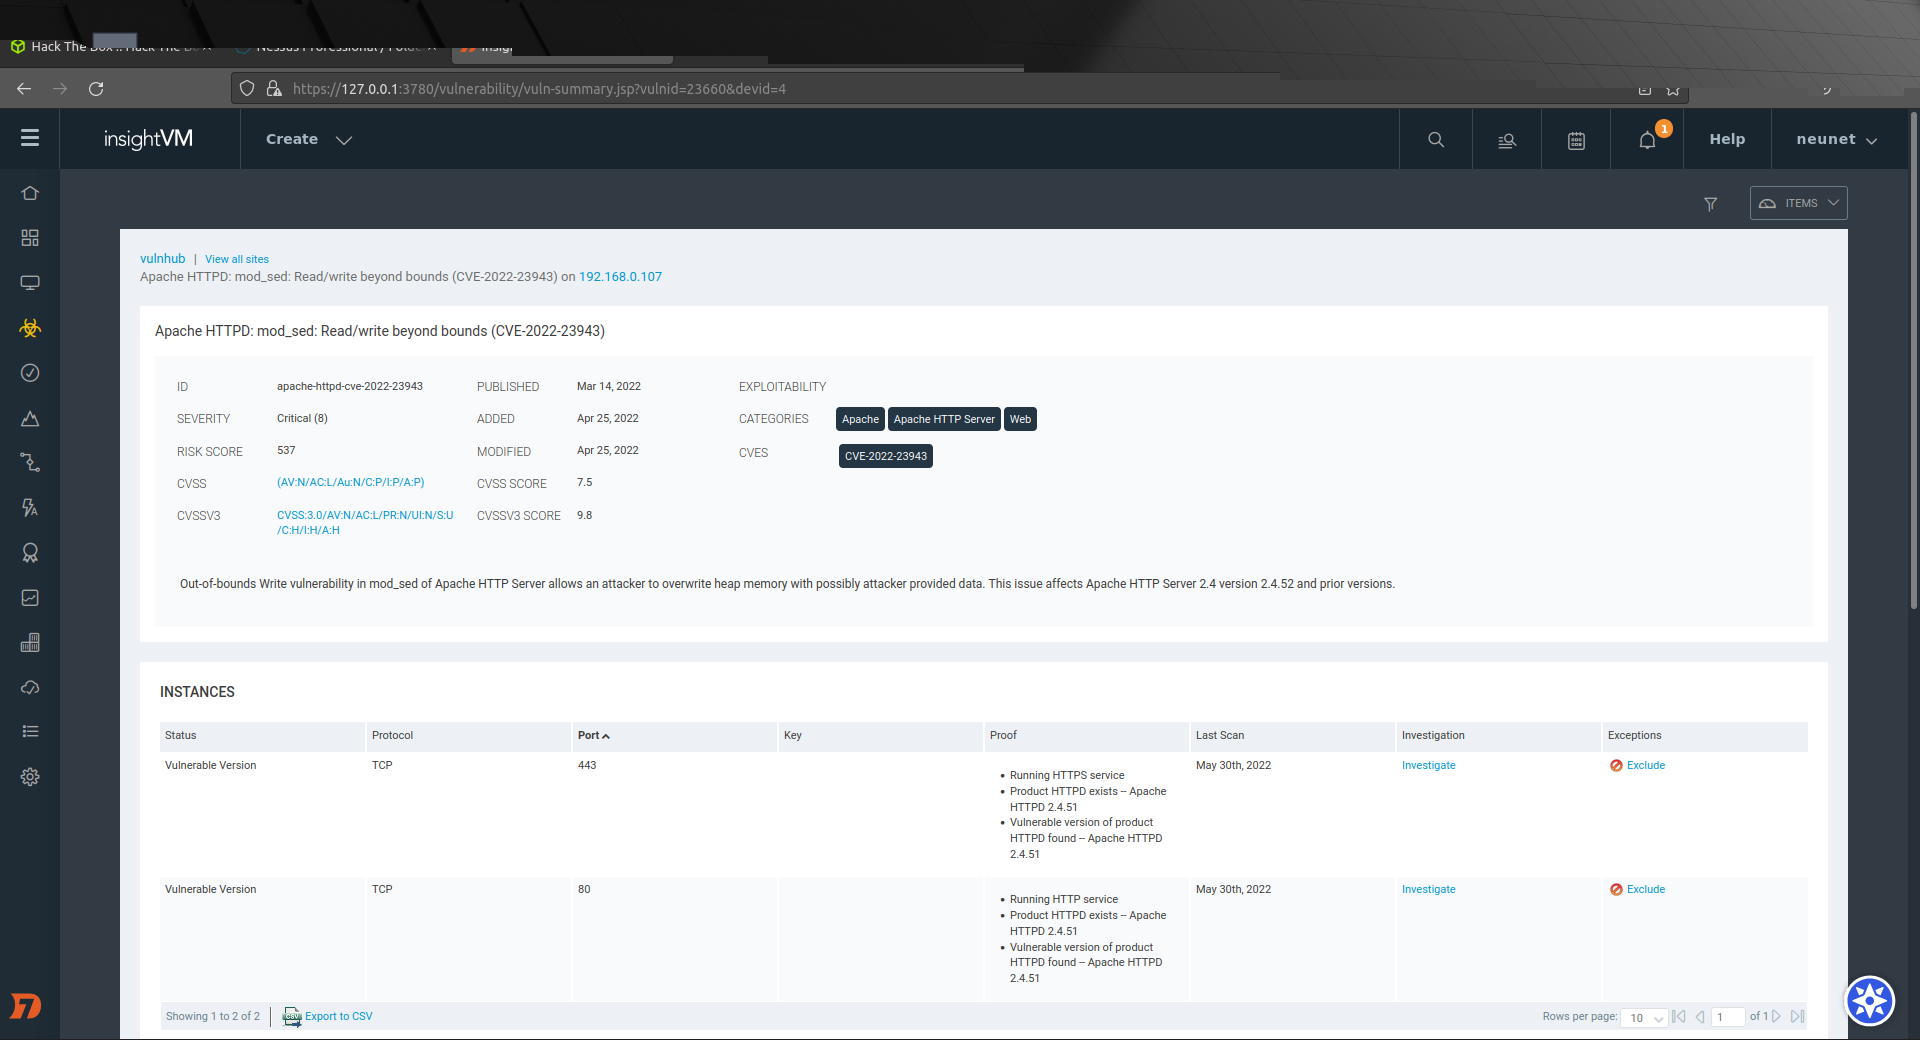 Hack The Box :: Hack The B
Nessus Professional / Folde
Insigl
https://127.0.0.1:3780/vulnerability/vuln-summary.jsp?vulnid=23660&devid=4
insightVM
Create
1
Help
neunet
ITEMS
vulnhub | View all sites
Apache HTTPD: mod_sed: Read/write beyond bounds (CVE-2022-23943) on 192.168.0.107
Apache HTTPD: mod_sed: Read/write beyond bounds (CVE-2022-23943)
ID apache-httpd-cve-2022-23943 PUBLISHED Mar 14, 2022 EXPLOITABILITY
SEVERITY Critical (8) ADDED Apr 25, 2022 CATEGORIES Apache Apache HTTP Server Web
RISK SCORE 537 MODIFIED Apr 25, 2022 CVES CVE-2022-23943
CVSS (AV:N/AC:L/Au:N/C:P/I:P/A:P) CVSS SCORE 7.5
CVSSV3 CVSS:3.0/AV:N/AC:L/PR:N/UI:N/S:U CVSSV3 SCORE 9.8
/C:H/I:H/A:H
Out-of-bounds Write vulnerability in mod_sed of Apache HTTP Server allows an attacker to overwrite heap memory with possibly attacker provided data. This issue affects Apache HTTP Server 2.4 version 2.4.52 and prior versions.
INSTANCES
Status Protocol Port Key Proof Last Scan Investigation Exceptions
Vulnerable Version TCP 443 May 30th, 2022 Investigate Exclude
• Running HTTPS service
• Product HTTPD exists -- Apache
HTTPD 2.4.51
• Vulnerable version of product
HTTPD found -- Apache HTTPD
2.4.51
Vulnerable Version TCP 80 May 30th, 2022 Investigate Exclude
• Running HTTP service
• Product HTTPD exists -- Apache
HTTPD 2.4.51
• Vulnerable version of product
HTTPD found -- Apache HTTPD
2.4.51
Showing 1 to 2 of 2 | Export to CSV Rows per page: 10 1 of 1